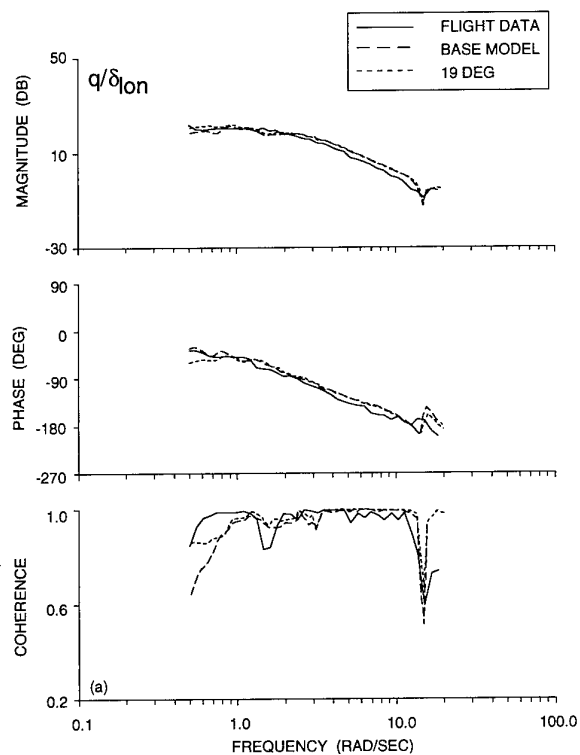 FLIGHT DATA
BASE MODEL
19 DEG
q/δlon
MAGNITUDE (DB)
50
10
-30
PHASE (DEG)
90
0
-90
-180
-270
COHERENCE
1.0
0.6
0.2
(a)
0.1 1.0 10.0 100.0
FREQUENCY (RAD/SEC)